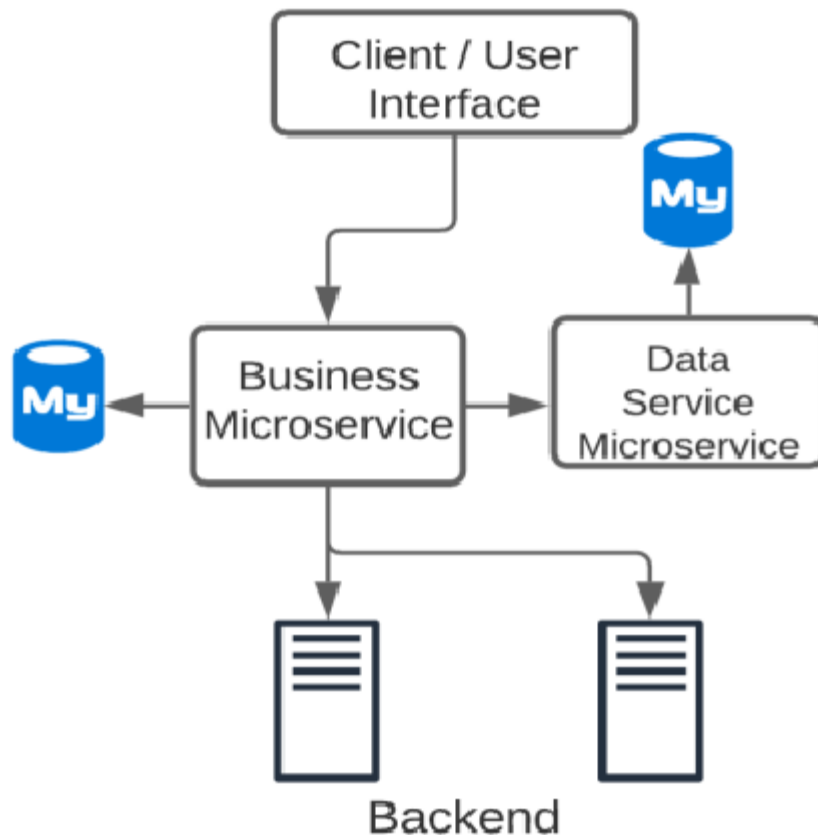 Client / User
Interface
My
My
Business
Microservice
Data
Service
Microservice
Backend